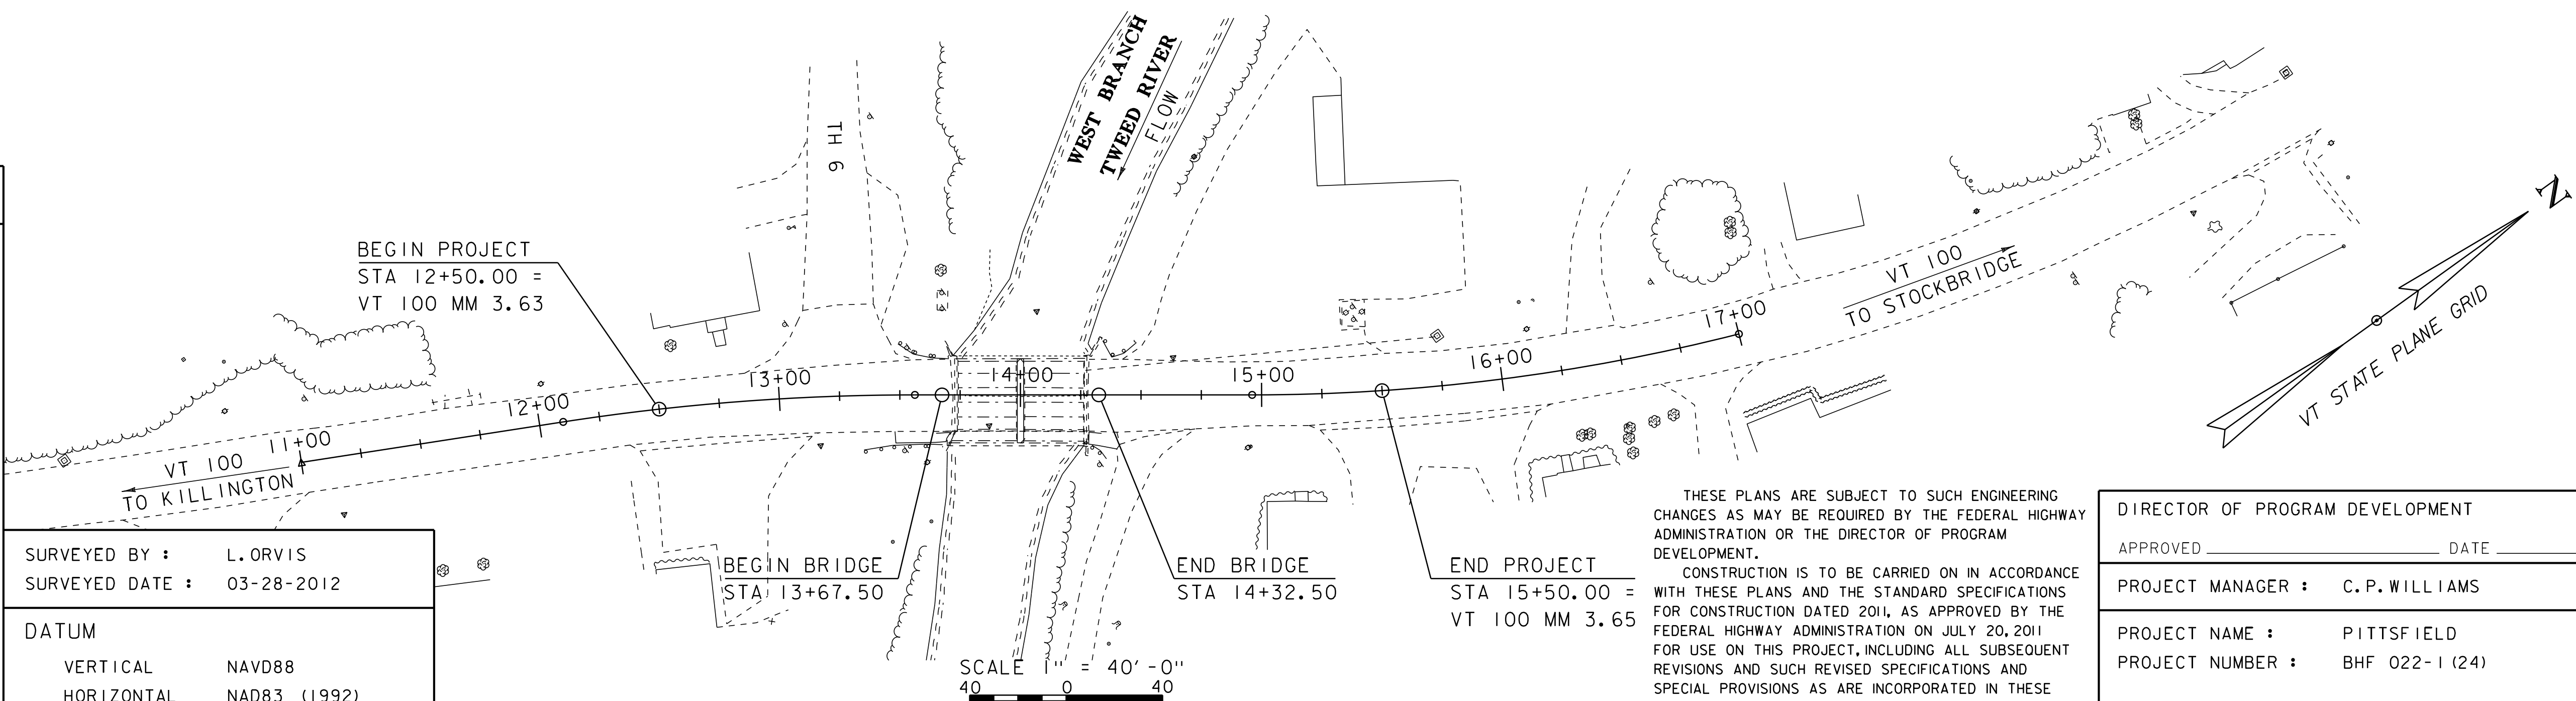 WEST BRANCH
TWEED RIVER
FLOW
TH 6
N
VT STATE PLANE GRID
BEGIN PROJECT
STA 12+50.00 =
VT 100 MM 3.63
VT 100
TO STOCKBRIDGE
11+00
12+00
13+00
14+00
15+00
16+00
17+00
VT 100
TO KILLINGTON
BEGIN BRIDGE
STA 13+67.50
END BRIDGE
STA 14+32.50
END PROJECT
STA 15+50.00 =
VT 100 MM 3.65
SURVEYED BY : L.ORVIS
SURVEYED DATE : 03-28-2012
DATUM
VERTICAL NAVD88
HORIZONTAL NAD83 (1992)
SCALE 1" = 40'-0"
40 0 40
THESE PLANS ARE SUBJECT TO SUCH ENGINEERING
CHANGES AS MAY BE REQUIRED BY THE FEDERAL HIGHWAY
ADMINISTRATION OR THE DIRECTOR OF PROGRAM
DEVELOPMENT.
CONSTRUCTION IS TO BE CARRIED ON IN ACCORDANCE
WITH THESE PLANS AND THE STANDARD SPECIFICATIONS
FOR CONSTRUCTION DATED 2011, AS APPROVED BY THE
FEDERAL HIGHWAY ADMINISTRATION ON JULY 20, 2011
FOR USE ON THIS PROJECT, INCLUDING ALL SUBSEQUENT
REVISIONS AND SUCH REVISED SPECIFICATIONS AND
SPECIAL PROVISIONS AS ARE INCORPORATED IN THESE
DIRECTOR OF PROGRAM DEVELOPMENT
APPROVED DATE
PROJECT MANAGER : C.P.WILLIAMS
PROJECT NAME : PITTSFIELD
PROJECT NUMBER : BHF 022-1(24)